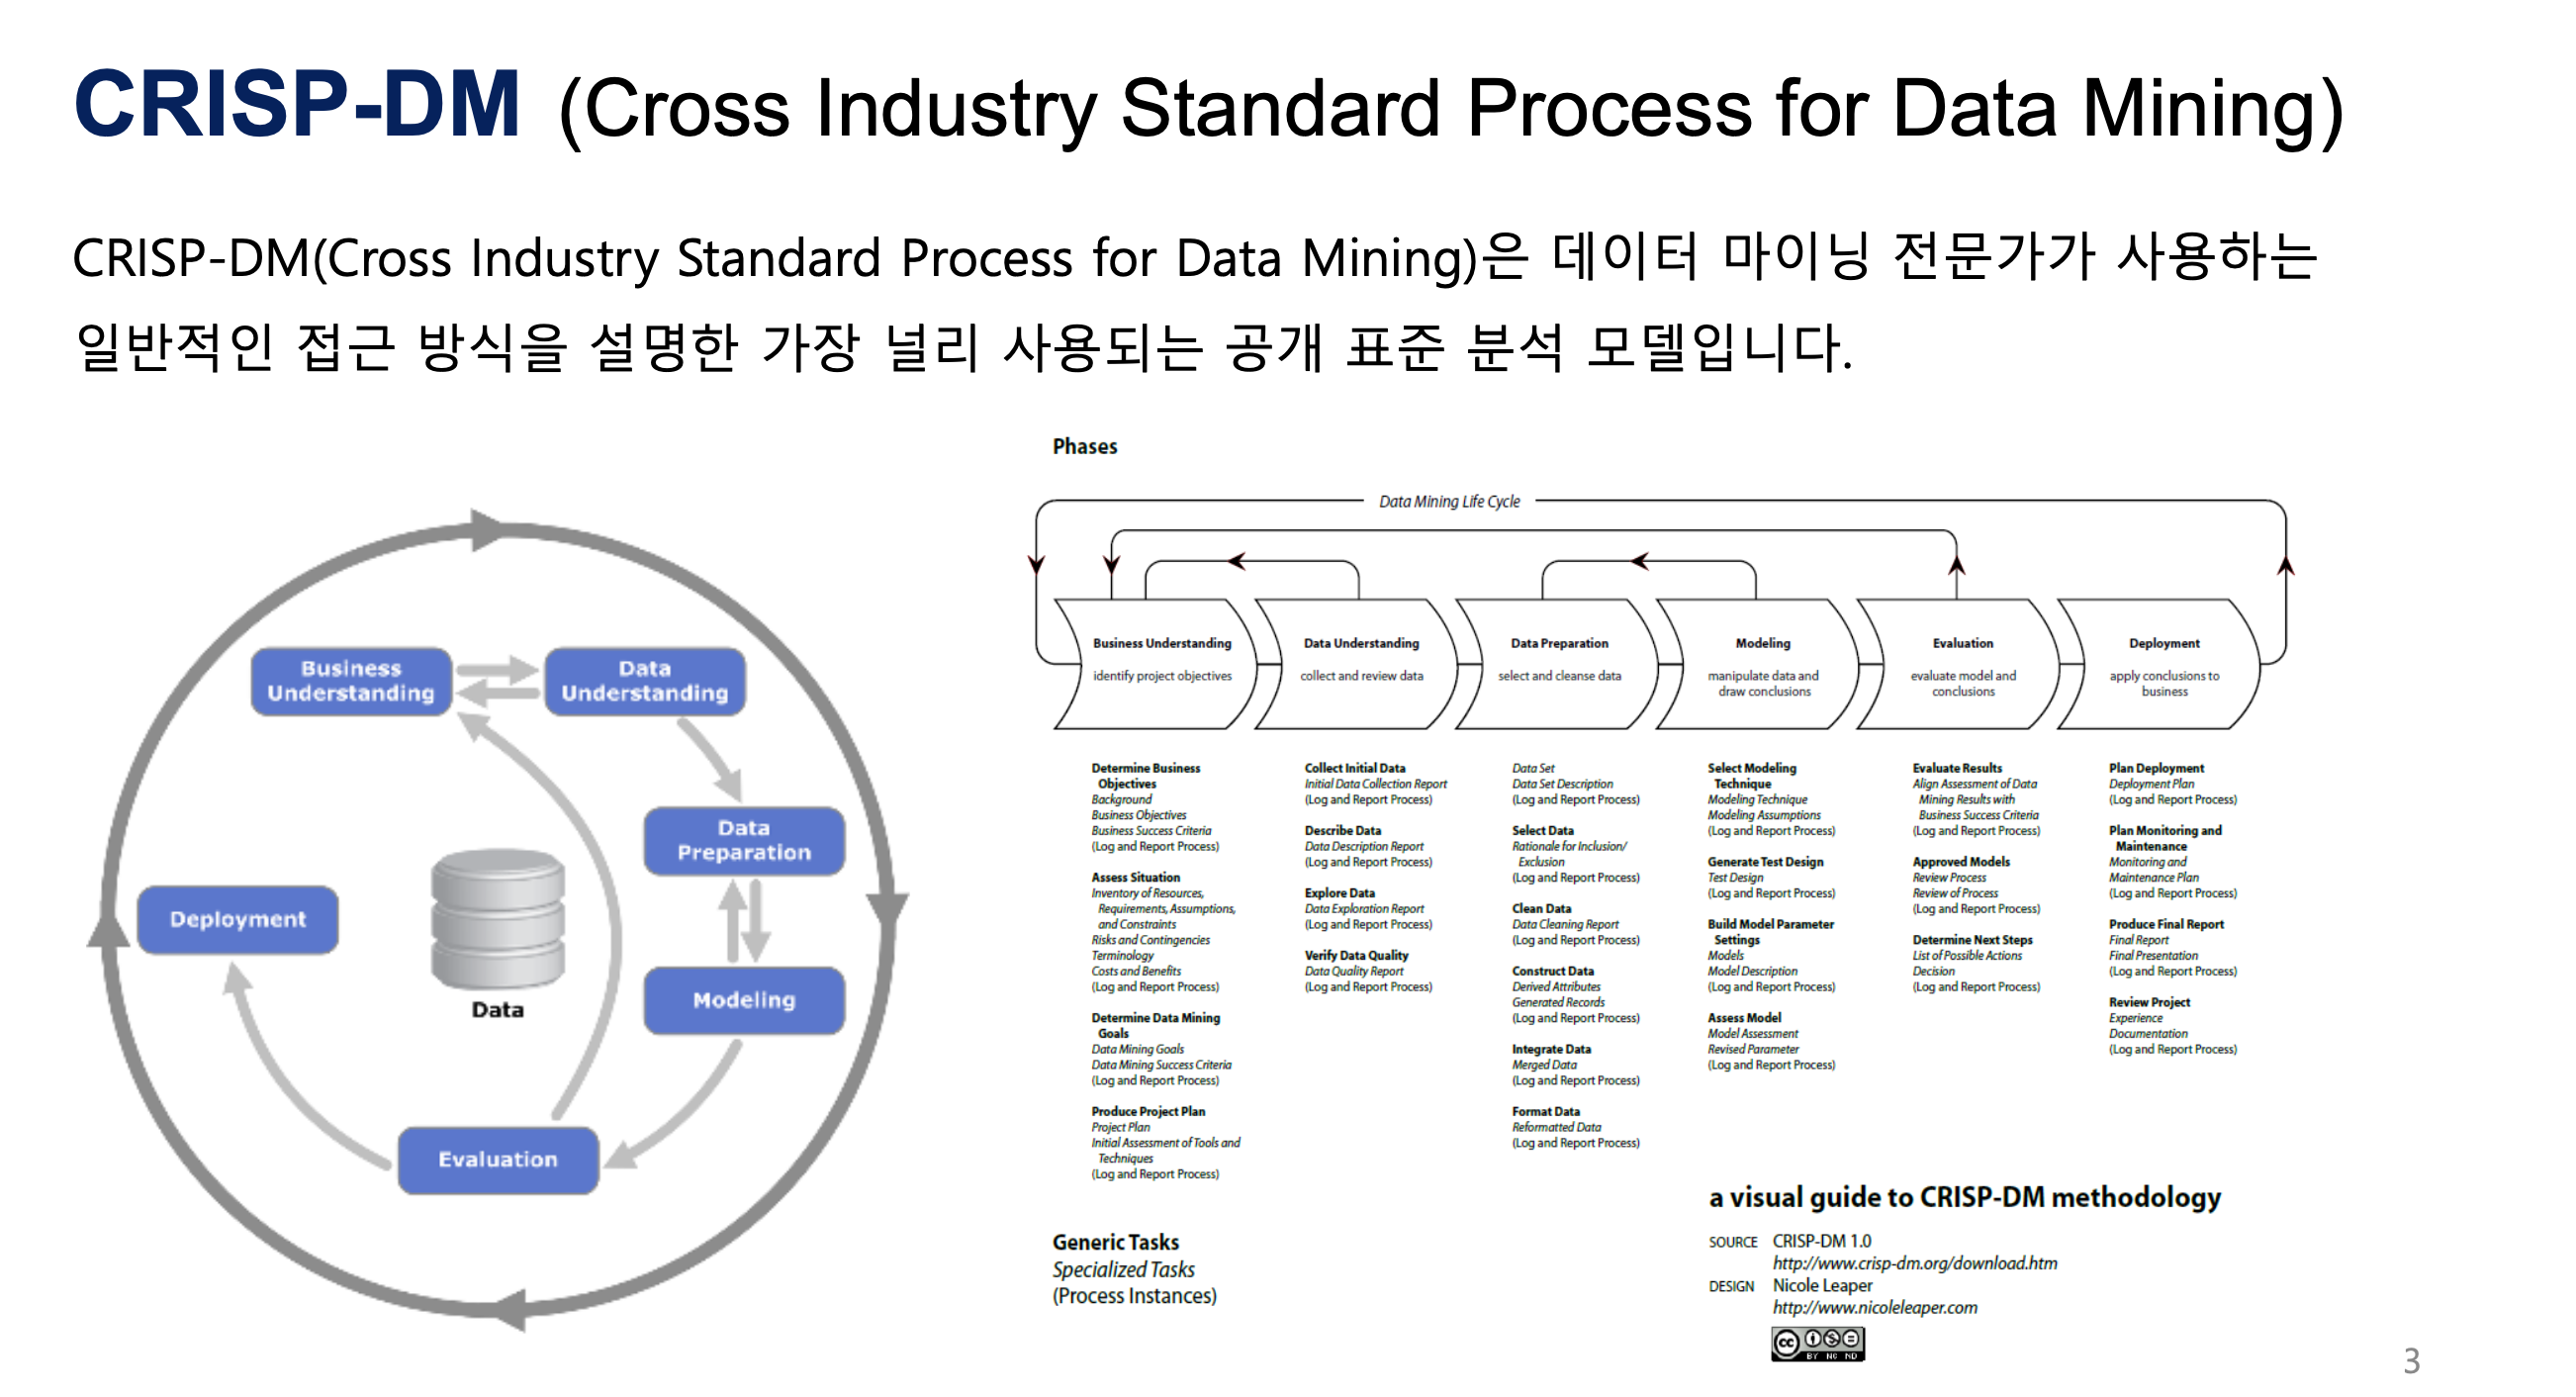 CRISP-DM (Cross Industry Standard Process for Data Mining)
CRISP-DM(Cross Industry Standard Process for Data Mining)은 데이터 마이닝 전문가가 사용하는
일반적인 접근 방식을 설명한 가장 널리 사용되는 공개 표준 분석 모델입니다.
Business
Understanding
Data
Understanding
Data
Preparation
Modeling
Evaluation
Deployment
Data
Phases
Data Mining Life Cycle
Business Understanding
identify project objectives
Data Understanding
collect and review data
Data Preparation
select and cleanse data
Modeling
manipulate data and
draw conclusions
Evaluation
evaluate model and
conclusions
Deployment
apply conclusions to
business
Determine Business
Objectives
Background
Business Objectives
Business Success Criteria
(Log and Report Process)
Assess Situation
Inventory of Resources,
Requirements, Assumptions,
and Constraints
Risks and Contingencies
Terminology
Costs and Benefits
(Log and Report Process)
Determine Data Mining
Goals
Data Mining Goals
Data Mining Success Criteria
(Log and Report Process)
Produce Project Plan
Project Plan
Initial Assessment of Tools and
Techniques
(Log and Report Process)
Collect Initial Data
Initial Data Collection Report
(Log and Report Process)
Describe Data
Data Description Report
(Log and Report Process)
Explore Data
Data Exploration Report
(Log and Report Process)
Verify Data Quality
Data Quality Report
(Log and Report Process)
Data Set
Data Set Description
(Log and Report Process)
Select Data
Rationale for Inclusion/
Exclusion
(Log and Report Process)
Clean Data
Data Cleaning Report
(Log and Report Process)
Construct Data
Derived Attributes
Generated Records
(Log and Report Process)
Integrate Data
Merged Data
(Log and Report Process)
Format Data
Reformatted Data
(Log and Report Process)
Select Modeling
Technique
Modeling Technique
Modeling Assumptions
(Log and Report Process)
Generate Test Design
Test Design
(Log and Report Process)
Build Model Parameter
Settings
Models
Model Description
(Log and Report Process)
Assess Model
Model Assessment
Revised Parameter
(Log and Report Process)
Evaluate Results
Align Assessment of Data
Mining Results with
Business Success Criteria
(Log and Report Process)
Approved Models
Review Process
Review of Process
(Log and Report Process)
Determine Next Steps
List of Possible Actions
Decision
(Log and Report Process)
Plan Deployment
Deployment Plan
(Log and Report Process)
Plan Monitoring and
Maintenance
Monitoring and
Maintenance Plan
(Log and Report Process)
Produce Final Report
Final Report
Final Presentation
(Log and Report Process)
Review Project
Experience
Documentation
(Log and Report Process)
Generic Tasks
Specialized Tasks
(Process Instances)
a visual guide to CRISP-DM methodology
SOURCE CRISP-DM 1.0
http://www.crisp-dm.org/download.htm
DESIGN Nicole Leaper
http://www.nicoleleaper.com
cc BY NC ND
3